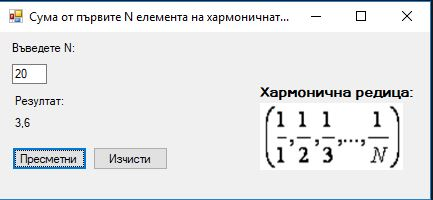 Сума от първите N елемента на хармоничнат...
Въведете N:
20
Резултат:
3,6
Пресметни
Изчисти
Хармонична редица:
(1/1, 1/2, 1/3, ..., 1/N)